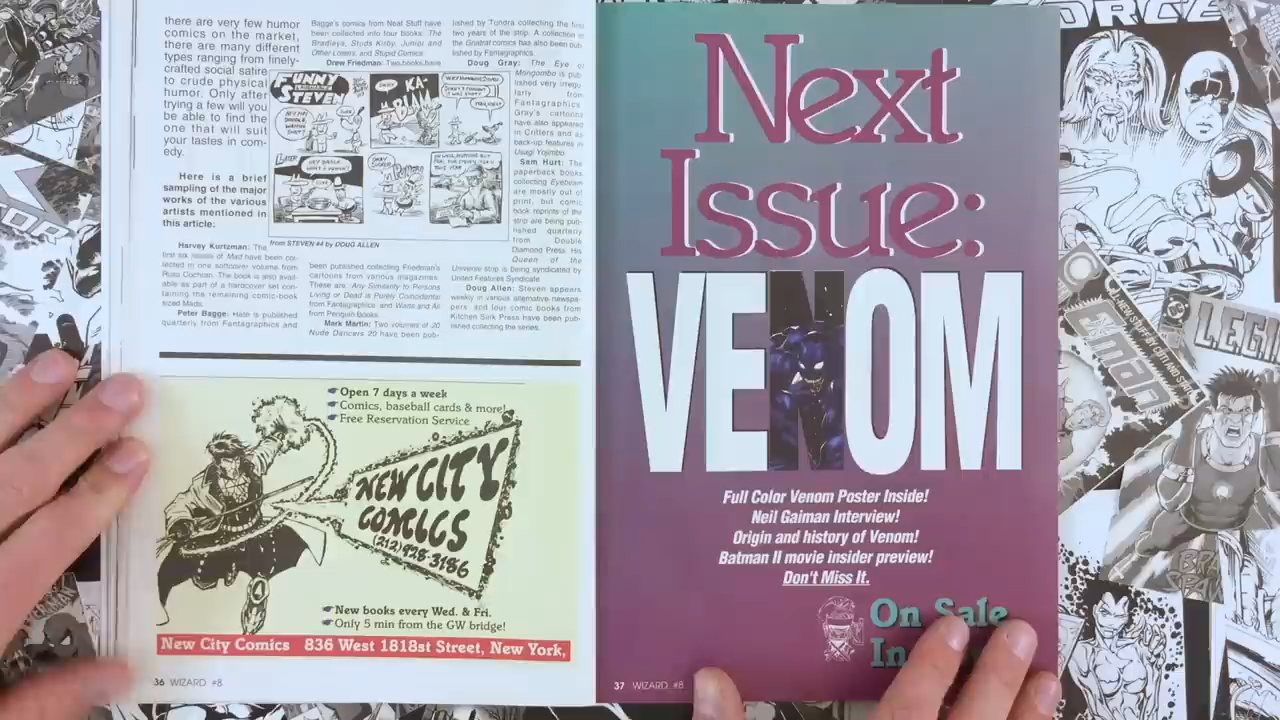 there are very few humor
comics on the market,
there are many different
types ranging from finely-
crafted social satire
to crude physical
humor. Only after
trying a few will you
be able to find the
one that will suit
your tastes in com-
edy.
Here is a brief
sampling of the major
works of the various
artists mentioned in
this article:
Harvey Kurtzman: The
first six issues of Mad have been col-
lected in one softcover volume from
Russ Cochran. The book is also avail-
able as part of a hardcover set con-
taining the remaining comic-book
sized Mads.
Peter Bagge: Hate is published
quarterly from Fantagraphics and
Bagge's comics from Neat Stuff have
been collected into four books: The
Bradleys, Studs Kirby, Junior and
Other Losers, and Stupid Comics.
Drew Friedman: Two books have
FUNNY
STEVEN
KA-
BLAM
LATER
from STEVEN #4 by DOUG ALLEN
been published collecting Friedman's
cartoons from various magazines.
These are: Any Similarity to Persons
Living or Dead is Purely Coincidental
from Fantagraphics; and Warts and All
from Penguin Books.
Mark Martin: Two volumes of 20
Nude Dancers 20 have been pub-
lished by Tundra collecting the first
two years of the strip. A collection of
the Gnatrat comics has also been pub-
lished by Fantagraphics.
Doug Gray: The Eye of
Mongombo is pub-
lished very irregu-
larly from
Fantagraphics.
Gray's cartoons
have also appeared
in Critters and as
back-up features in
Usagi Yojimbo.
Sam Hurt: The
paperback books
collecting Eyebeam
are mostly out of
print, but comic
book reprints of the
strip are being pub-
lished quarterly
from Double
Diamond Press. His
Queen of the
Universe strip is being syndicated by
United Features Syndicate.
Doug Allen: Steven appears
weekly in various alternative newspa-
pers and four comic books from
Kitchen Sink Press have been pub-
lished collecting the series.
Open 7 days a week
Comics, baseball cards & more!
Free Reservation Service
NEW CITY
COMICS
(212) 928-3186
New books every Wed. & Fri.
Only 5 min from the GW bridge!
New City Comics 836 West 1818st Street, New York,
36 WIZARD #8
Next
Issue:
VENOM
Full Color Venom Poster Inside!
Neil Gaiman Interview!
Origin and history of Venom!
Batman II movie insider preview!
Don't Miss It.
On Sale
In
37 WIZARD #8
FORCE
ALL NEW STUFF BY CHTI AND SHAW
E-man
LEGI